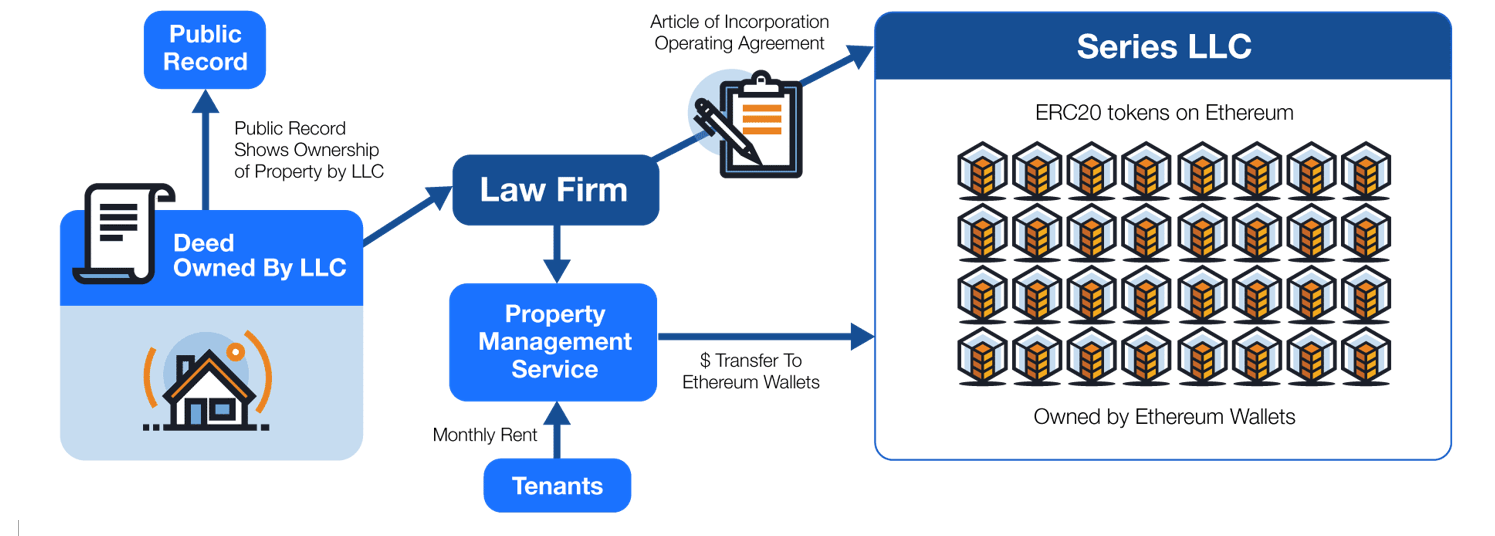 Public
Record
Public Record
Shows Ownership
of Property by LLC
Deed
Owned By LLC
Law Firm
Article of Incorporation
Operating Agreement
Property
Management
Service
Monthly Rent
Tenants
$ Transfer To
Ethereum Wallets
Series LLC
ERC20 tokens on Ethereum
Owned by Ethereum Wallets